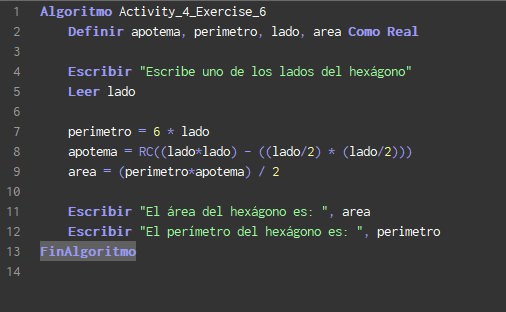 1 Algoritmo Activity_4_Exercise_6
2 Definir apotema, perimetro, lado, area Como Real
3
4 Escribir "Escribe uno de los lados del hexágono"
5 Leer lado
6
7 perimetro = 6 * lado
8 apotema = RC((lado*lado) - ((lado/2) * (lado/2)))
9 area = (perimetro*apotema) / 2
10
11 Escribir "El área del hexágono es: ", area
12 Escribir "El perímetro del hexágono es: ", perimetro
13 FinAlgoritmo
14